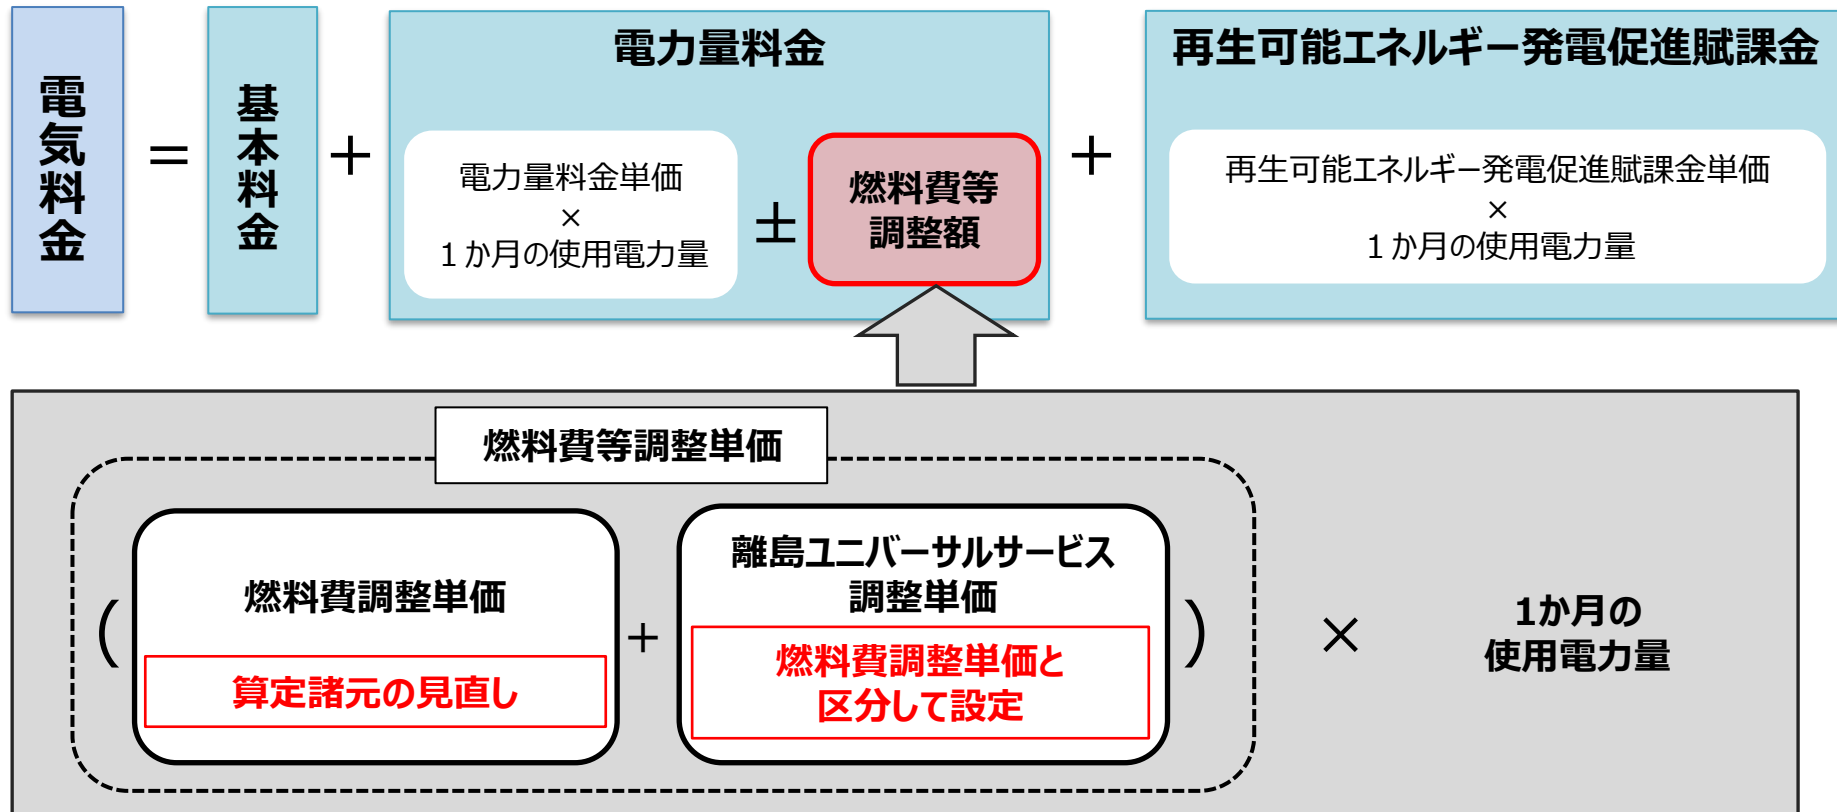 電気料金
＝
基本料金
＋
電力量料金
電力量料金単価
×
１か月の使用電力量
±
燃料費等
調整額
＋
再生可能エネルギー発電促進賦課金
再生可能エネルギー発電促進賦課金単価
×
１か月の使用電力量
燃料費等調整単価
(
燃料費調整単価
算定諸元の見直し
＋
離島ユニバーサルサービス
調整単価
燃料費調整単価と
区分して設定
)
×
1か月の
使用電力量